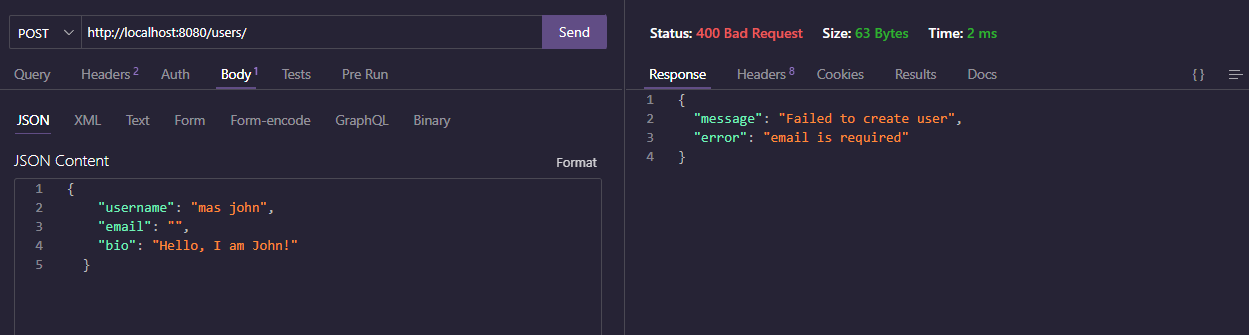 POST http://localhost:8080/users/ Send
Query Headers 2 Auth Body 1 Tests Pre Run
JSON XML Text Form Form-encode GraphQL Binary
JSON Content Format
1 {
2 "username": "mas john",
3 "email": "",
4 "bio": "Hello, I am John!"
5 }
Status: 400 Bad Request Size: 63 Bytes Time: 2 ms
Response Headers 8 Cookies Results Docs { }
1 {
2 "message": "Failed to create user",
3 "error": "email is required"
4 }